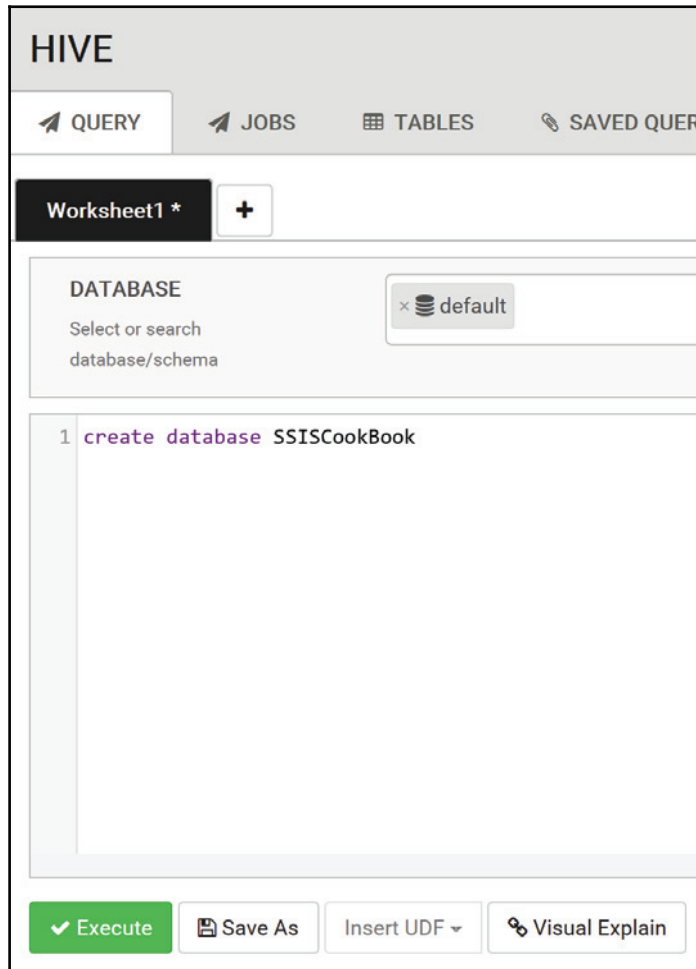 HIVE
QUERY JOBS TABLES SAVED QUER
Worksheet1 * +
DATABASE
Select or search
database/schema
× default
1 create database SSISCookBook
Execute Save As Insert UDF Visual Explain